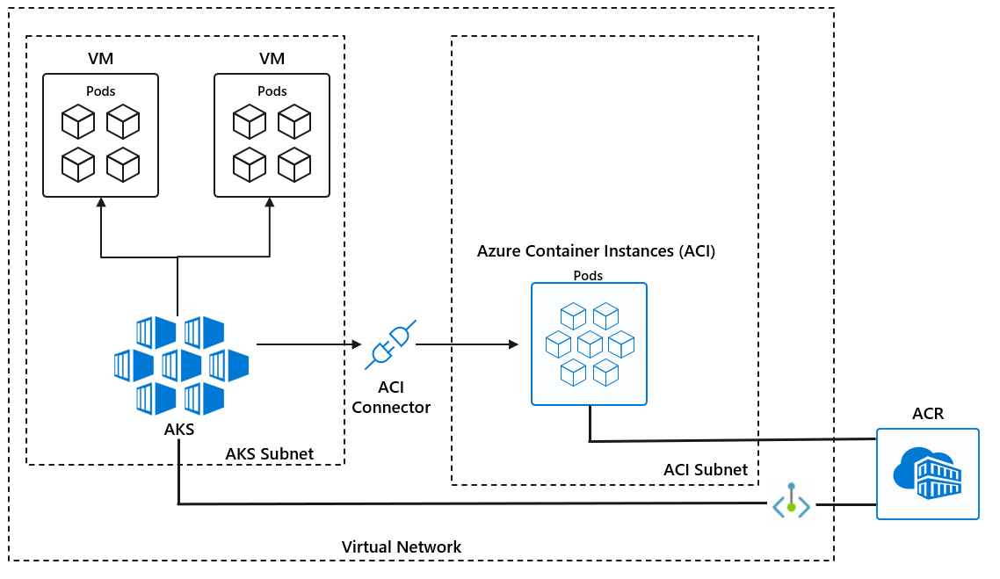 VM
VM
Pods
Pods
Azure Container Instances (ACI)
Pods
ACI
Connector
AKS
AKS Subnet
ACI Subnet
ACR
Virtual Network